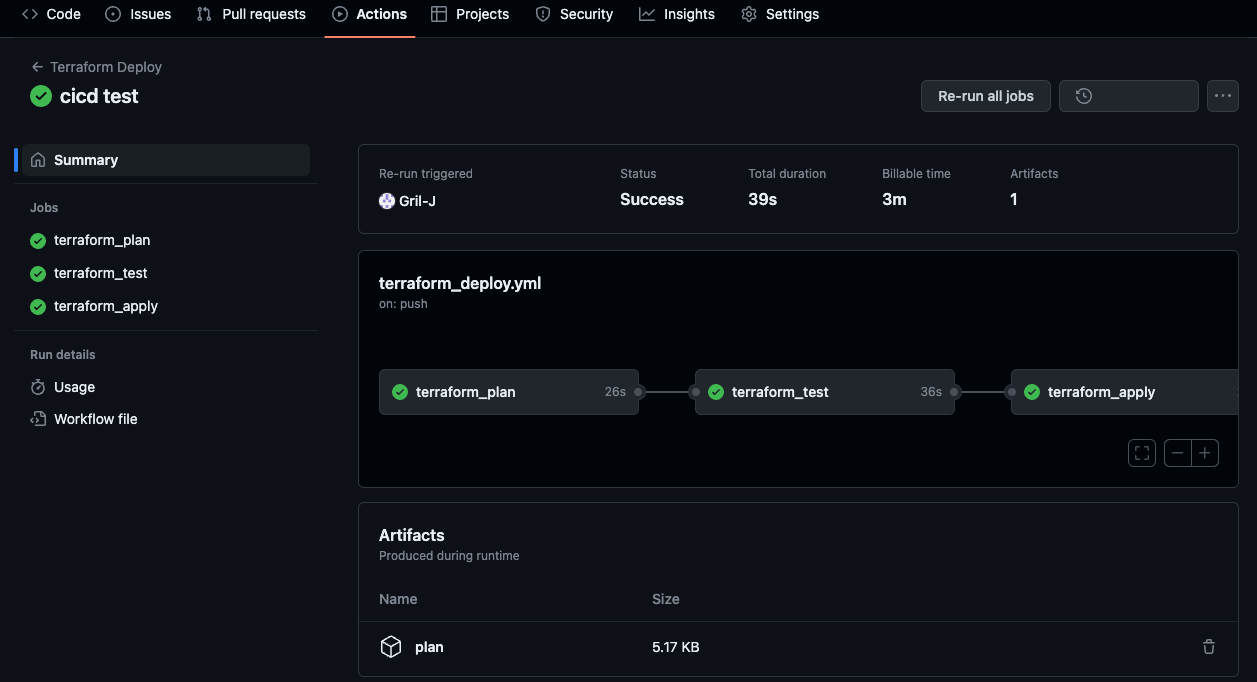 Code Issues Pull requests Actions Projects Security Insights Settings
Terraform Deploy
cicd test
Re-run all jobs
Summary
Jobs
terraform_plan
terraform_test
terraform_apply
Run details
Usage
Workflow file
Re-run triggered Status Total duration Billable time Artifacts
Gril-J Success 39s 3m 1
terraform_deploy.yml
on: push
terraform_plan 26s terraform_test 36s terraform_apply
Artifacts
Produced during runtime
Name Size
plan 5.17 KB